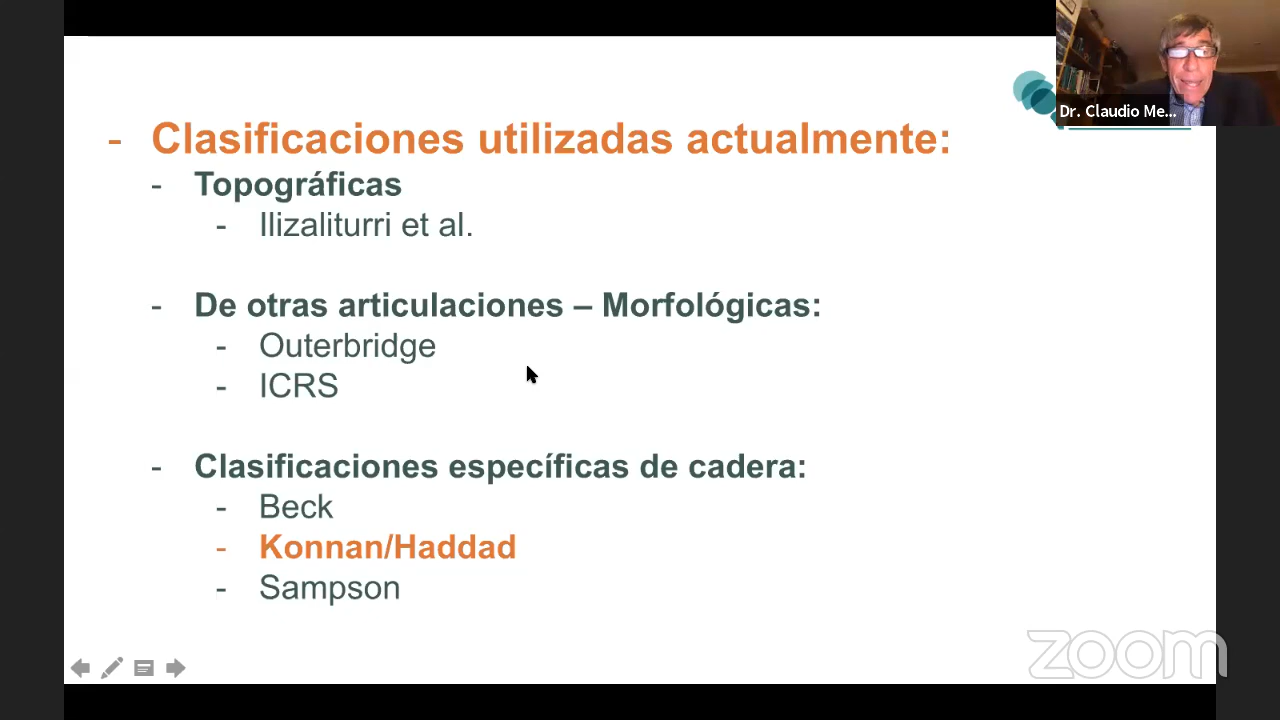 - Clasificaciones utilizadas actualmente:
- Topográficas
- Ilizaliturri et al.
- De otras articulaciones – Morfológicas:
- Outerbridge
- ICRS
- Clasificaciones específicas de cadera:
- Beck
- Konnan/Haddad
- Sampson
Dr. Claudio Me...
zoom